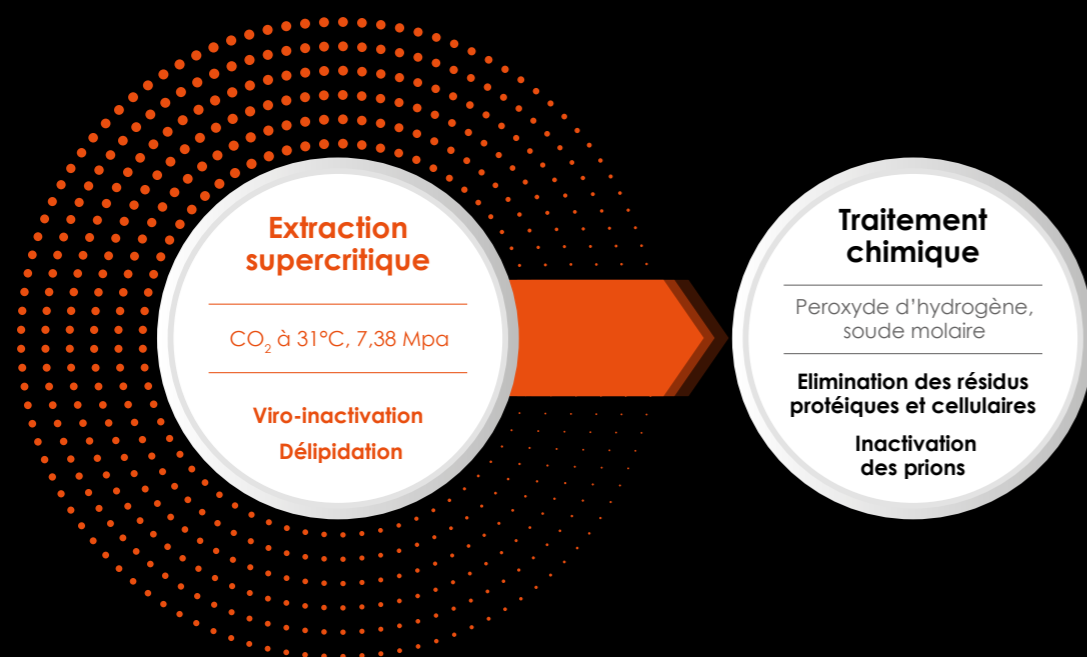 Extraction
supercritique
CO₂ à 31°C, 7,38 Mpa
Viro-inactivation
Délipidation
Traitement
chimique
Peroxyde d’hydrogène,
soude molaire
Elimination des résidus
protéiques et cellulaires
Inactivation
des prions